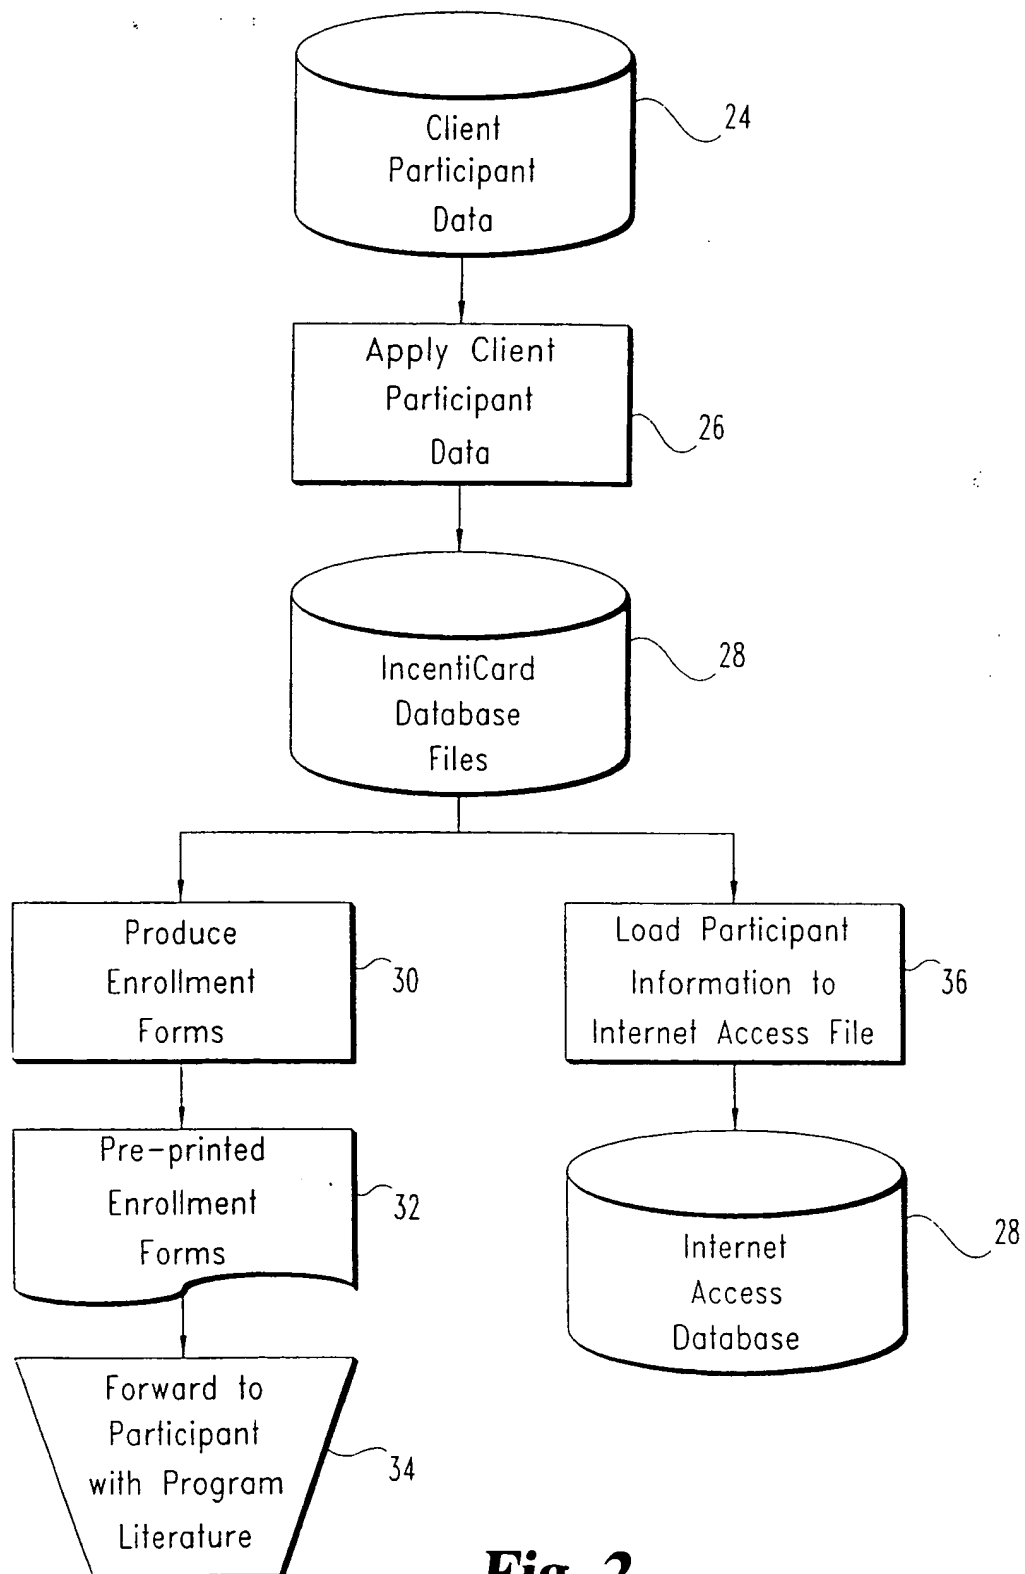 Client
Participant
Data
24
Apply Client
Participant
Data
26
IncentiCard
Database
Files
28
Produce
Enrollment
Forms
30
Load Participant
Information to
Internet Access File
36
Pre-printed
Enrollment
Forms
32
Internet
Access
Database
28
Forward to
Participant
with Program
Literature
34
Fig. 2